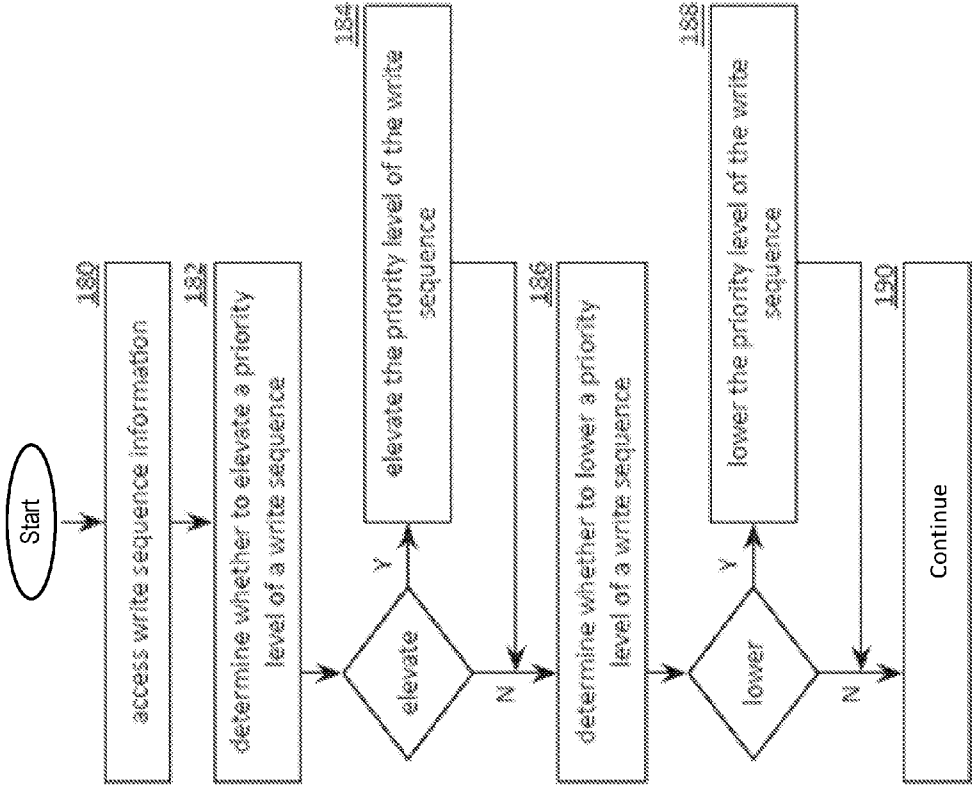 Start
180
access write sequence information
182
determine whether to elevate a priority
level of a write sequence
elevate
Y
N
184
elevate the priority level of the write
sequence
186
determine whether to lower a priority
level of a write sequence
lower
Y
N
188
lower the priority level of the write
sequence
190
Continue